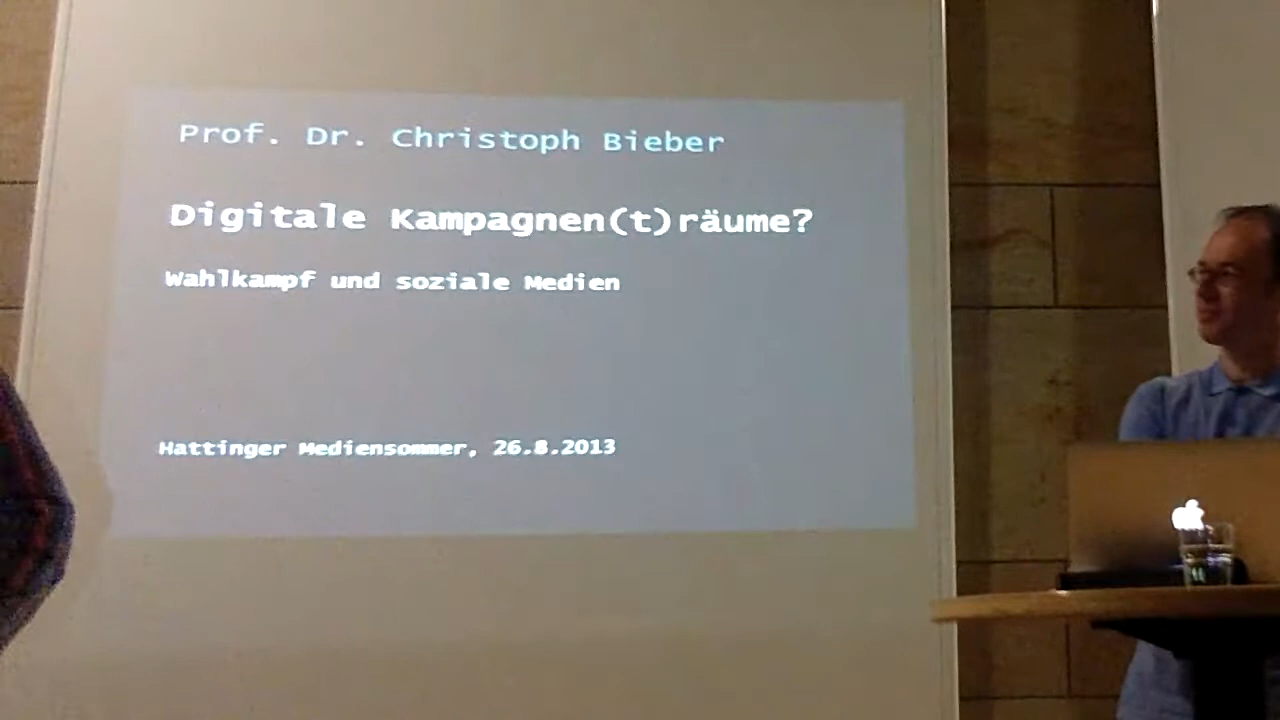 Prof. Dr. Christoph Bieber
Digitale Kampagnen(t)räume?
Wahlkampf und soziale Medien
Hattinger Mediensommer, 26.8.2013